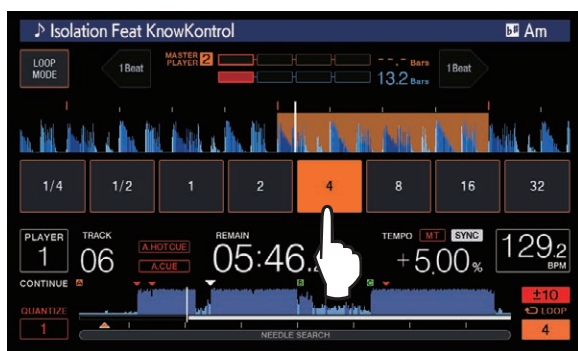 ♪ Isolation Feat KnowKontrol
Am
LOOP MODE
1Beat
MASTER PLAYER 2
--.- Bars
13.2 Bars
1Beat
1/4 1/2 1 2 4 8 16 32
PLAYER 1
TRACK 06
A.HOT CUE
A.CUE
REMAIN
05:46.
TEMPO MT SYNC
+5.00%
129.2 BPM
CONTINUE
A B C
QUANTIZE 1
NEEDLE SEARCH
±10
LOOP
4